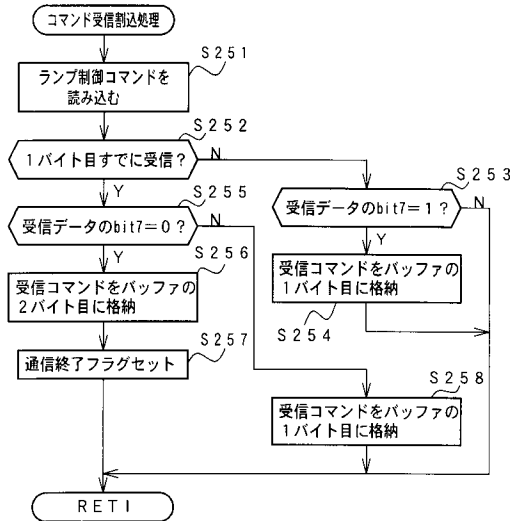 コマンド受信割込処理
S251
ランプ制御コマンドを
読み込む
S252
1バイト目すでに受信?
N
Y
S253
受信データのbit7=1?
N
Y
S255
受信データのbit7=0?
N
Y
S256
受信コマンドをバッファの
2バイト目に格納
受信コマンドをバッファの
1バイト目に格納
S254
S257
通信終了フラグセット
S258
受信コマンドをバッファの
1バイト目に格納
RETI